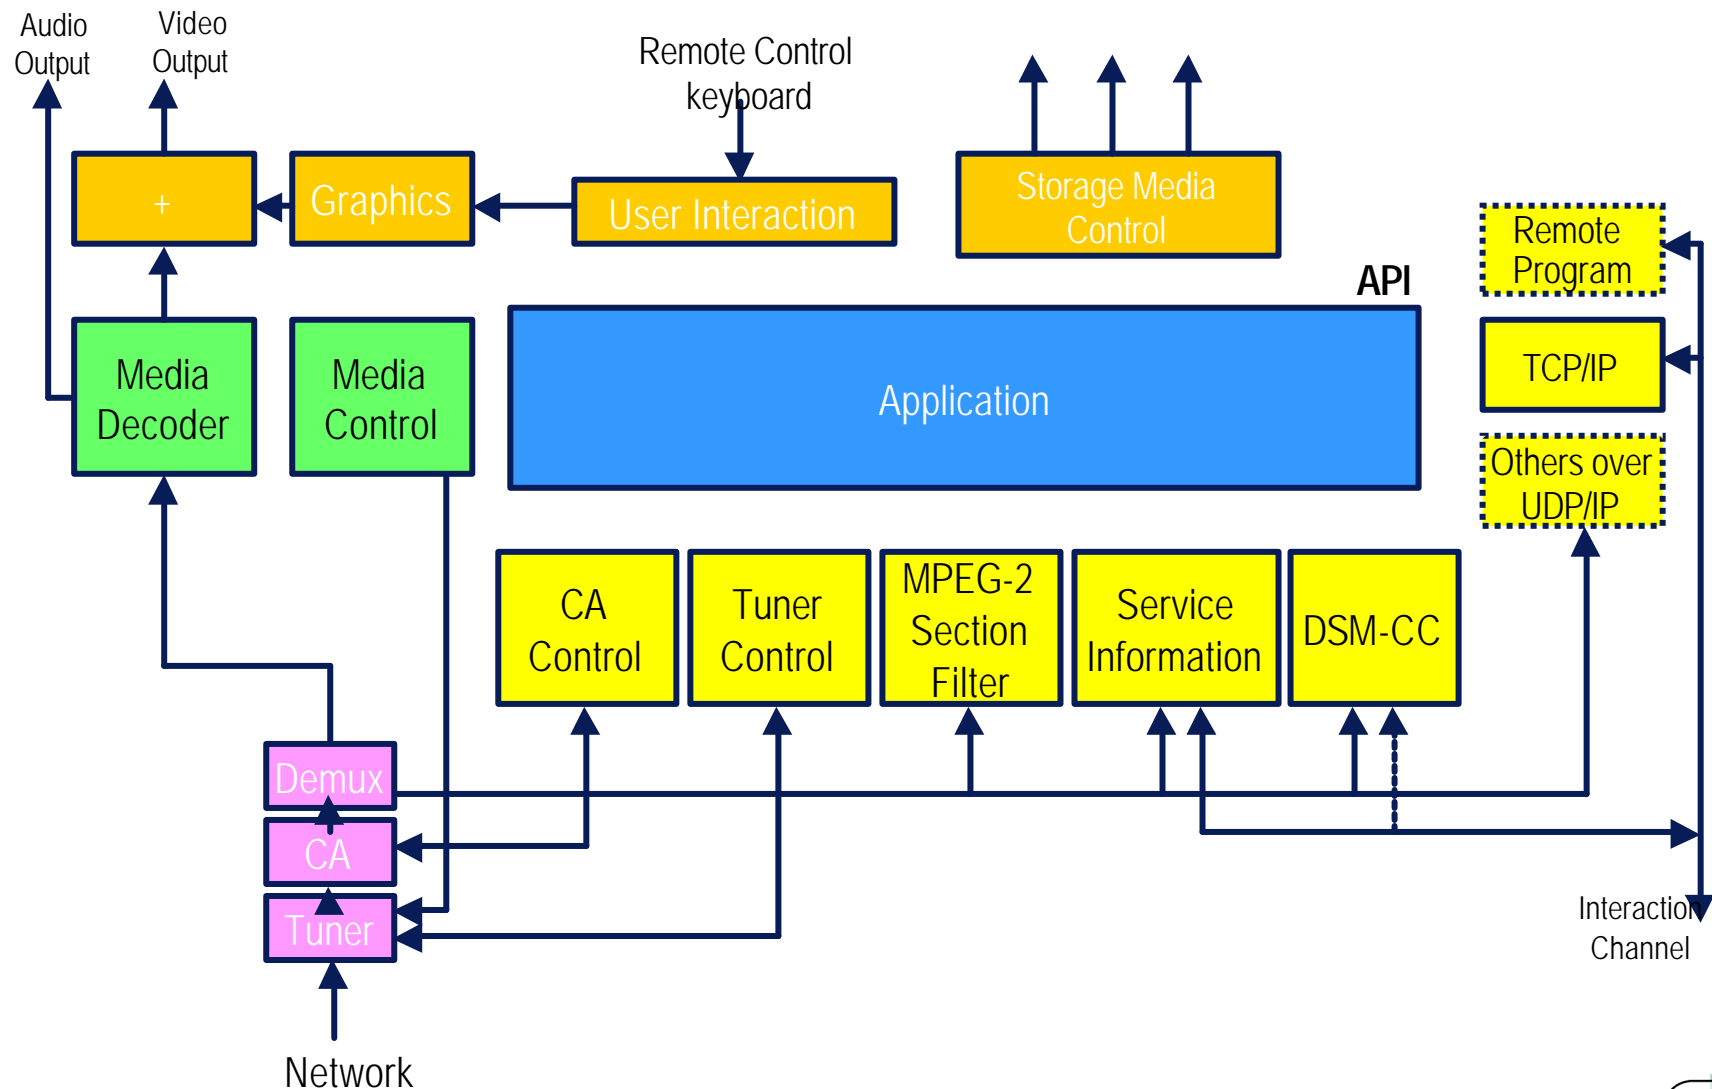 Audio
Output
Video
Output
Remote Control
keyboard
+
Graphics
User Interaction
Storage Media
Control
Remote
Program
API
Media
Decoder
Media
Control
Application
TCP/IP
Others over
UDP/IP
CA
Control
Tuner
Control
MPEG-2
Section
Filter
Service
Information
DSM-CC
Demux
CA
Tuner
Interaction
Channel
Network